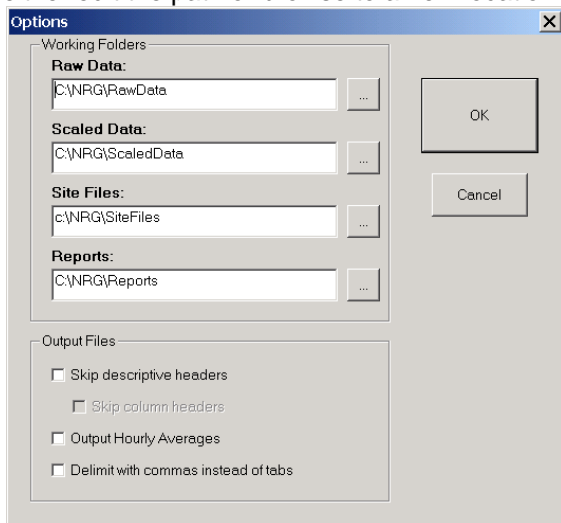 Options
Working Folders
Raw Data:
C:\NRG\RawData
...
OK
Scaled Data:
C:\NRG\ScaledData
...
Site Files:
c:\NRG\SiteFiles
...
Cancel
Reports:
C:\NRG\Reports
...
Output Files
Skip descriptive headers
Skip column headers
Output Hourly Averages
Delimit with commas instead of tabs